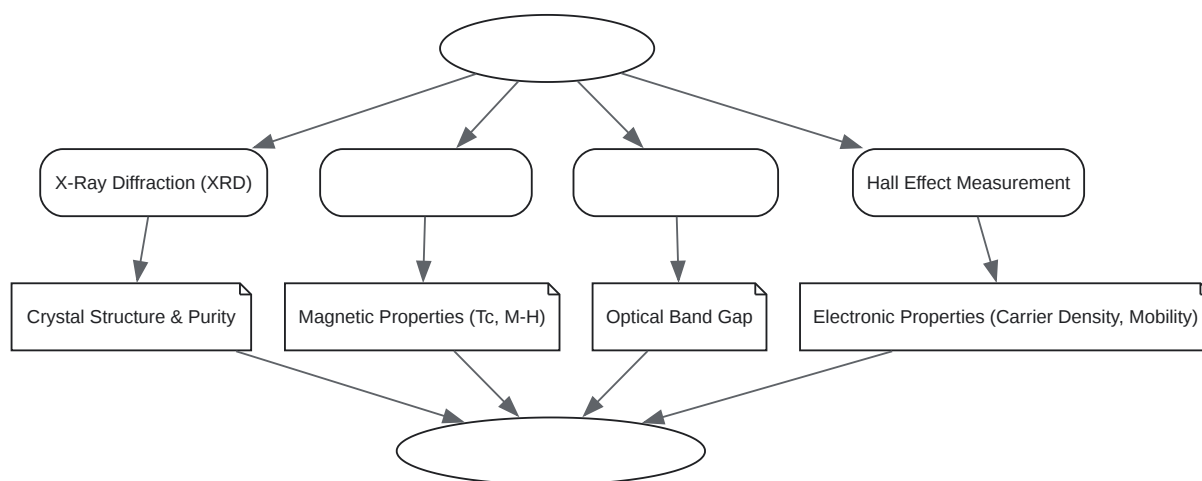 X-Ray Diffraction (XRD)
Hall Effect Measurement
Crystal Structure & Purity
Magnetic Properties (Tc, M-H)
Optical Band Gap
Electronic Properties (Carrier Density, Mobility)